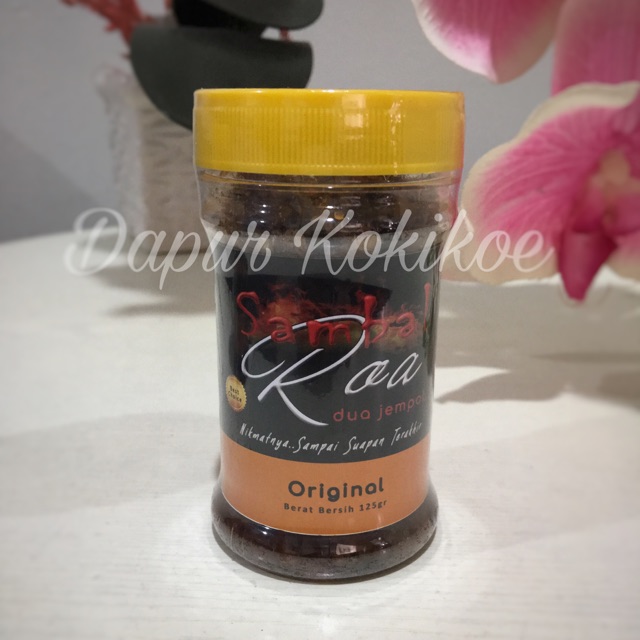 Dapur Kokikoe
Sambal
Roa
dua jempol
Nikmatnya..Sampai Suapan Terakhir
Original
Berat Bersih 125gr